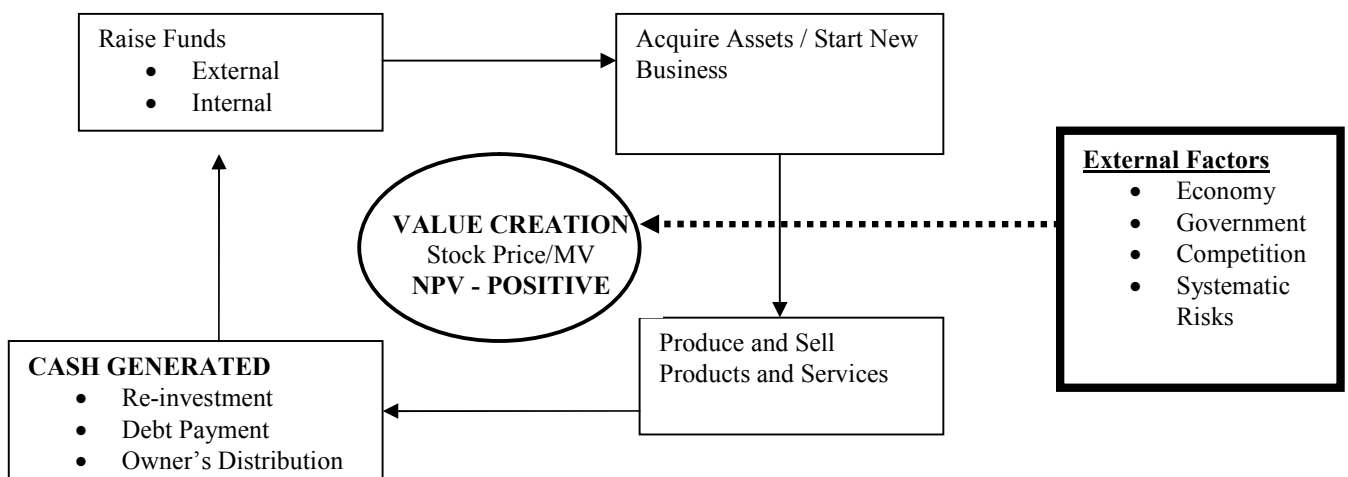 Raise Funds
• External
• Internal
Acquire Assets / Start New
Business
External Factors
• Economy
• Government
• Competition
• Systematic
Risks
VALUE CREATION
Stock Price/MV
NPV - POSITIVE
CASH GENERATED
• Re-investment
• Debt Payment
• Owner’s Distribution
Produce and Sell
Products and Services